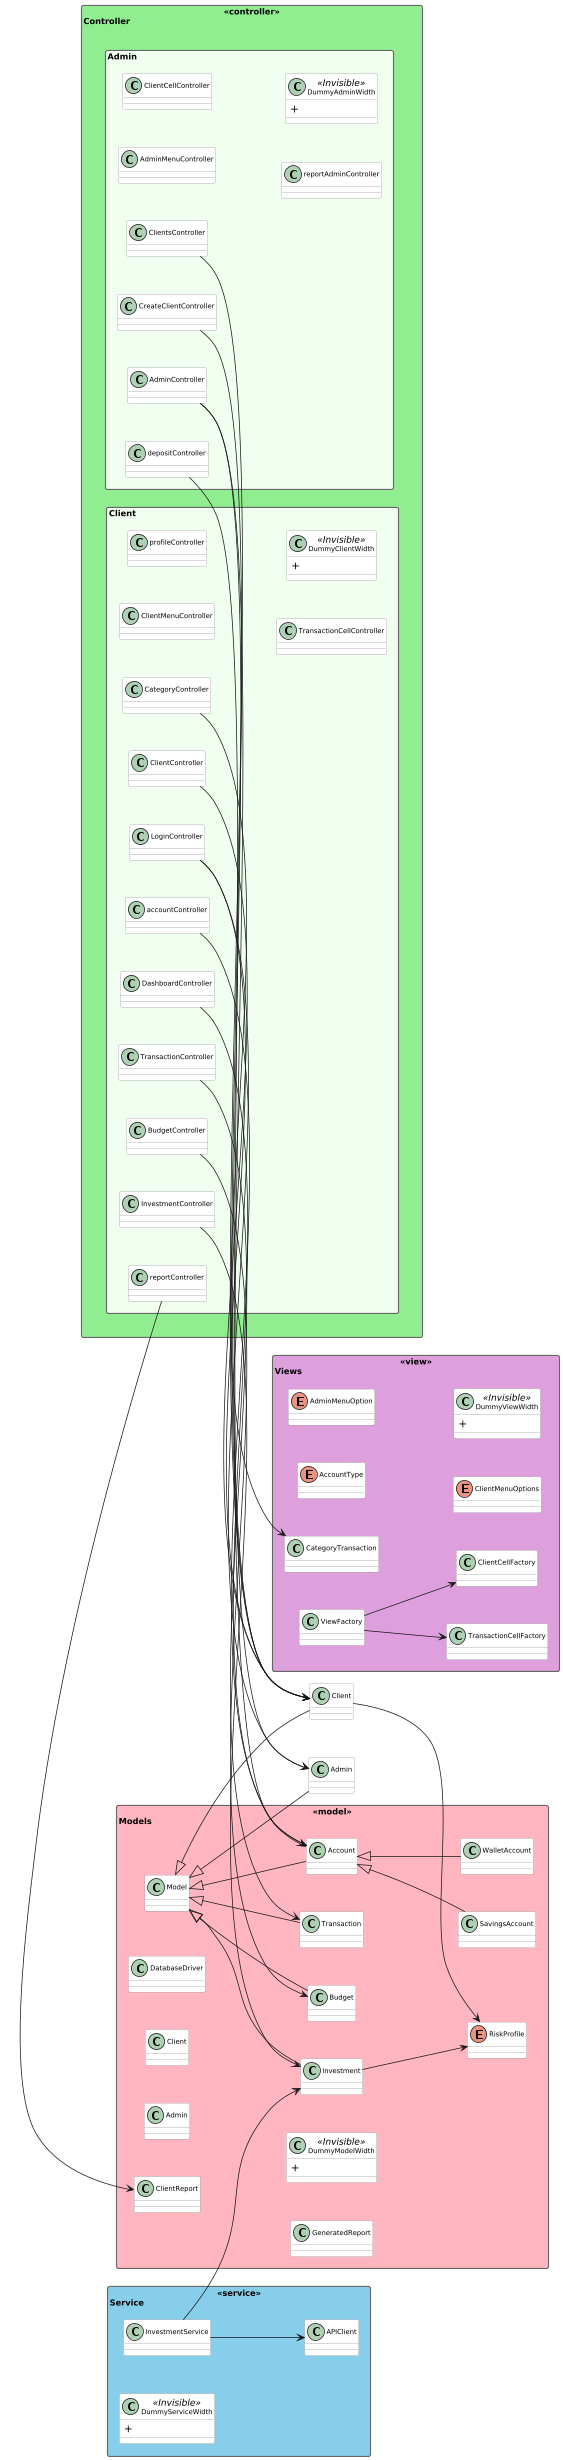 «controller»
Controller
Admin
C ClientCellController
C «Invisible»
DummyAdminWidth
+
C AdminMenuController
C reportAdminController
C ClientsController
C CreateClientController
C AdminController
C depositController
Client
C profileController
C «Invisible»
DummyClientWidth
+
C ClientMenuController
C TransactionCellController
C CategoryController
C ClientController
C LoginController
C accountController
C DashboardController
C TransactionController
C BudgetController
C InvestmentController
C reportController
«view»
Views
E AdminMenuOption
C «Invisible»
DummyViewWidth
+
E AccountType
E ClientMenuOptions
C CategoryTransaction
C ClientCellFactory
C ViewFactory
C TransactionCellFactory
C Client
C Admin
«model»
Models
C Account
C WalletAccount
C Model
C Transaction
C SavingsAccount
C DatabaseDriver
C Budget
C Client
E RiskProfile
C Investment
C Admin
C «Invisible»
DummyModelWidth
+
C ClientReport
C GeneratedReport
«service»
Service
C InvestmentService
C APIClient
C «Invisible»
DummyServiceWidth
+